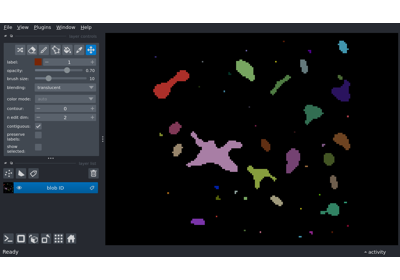 File View Plugins Window Help
label: 1
opacity: 0.70
brush size: 10
blending: translucent
color mode:
contour: 0
n edit dim: 2
contiguous:
preserve
labels:
show
selected:
blob ID
Ready
activity